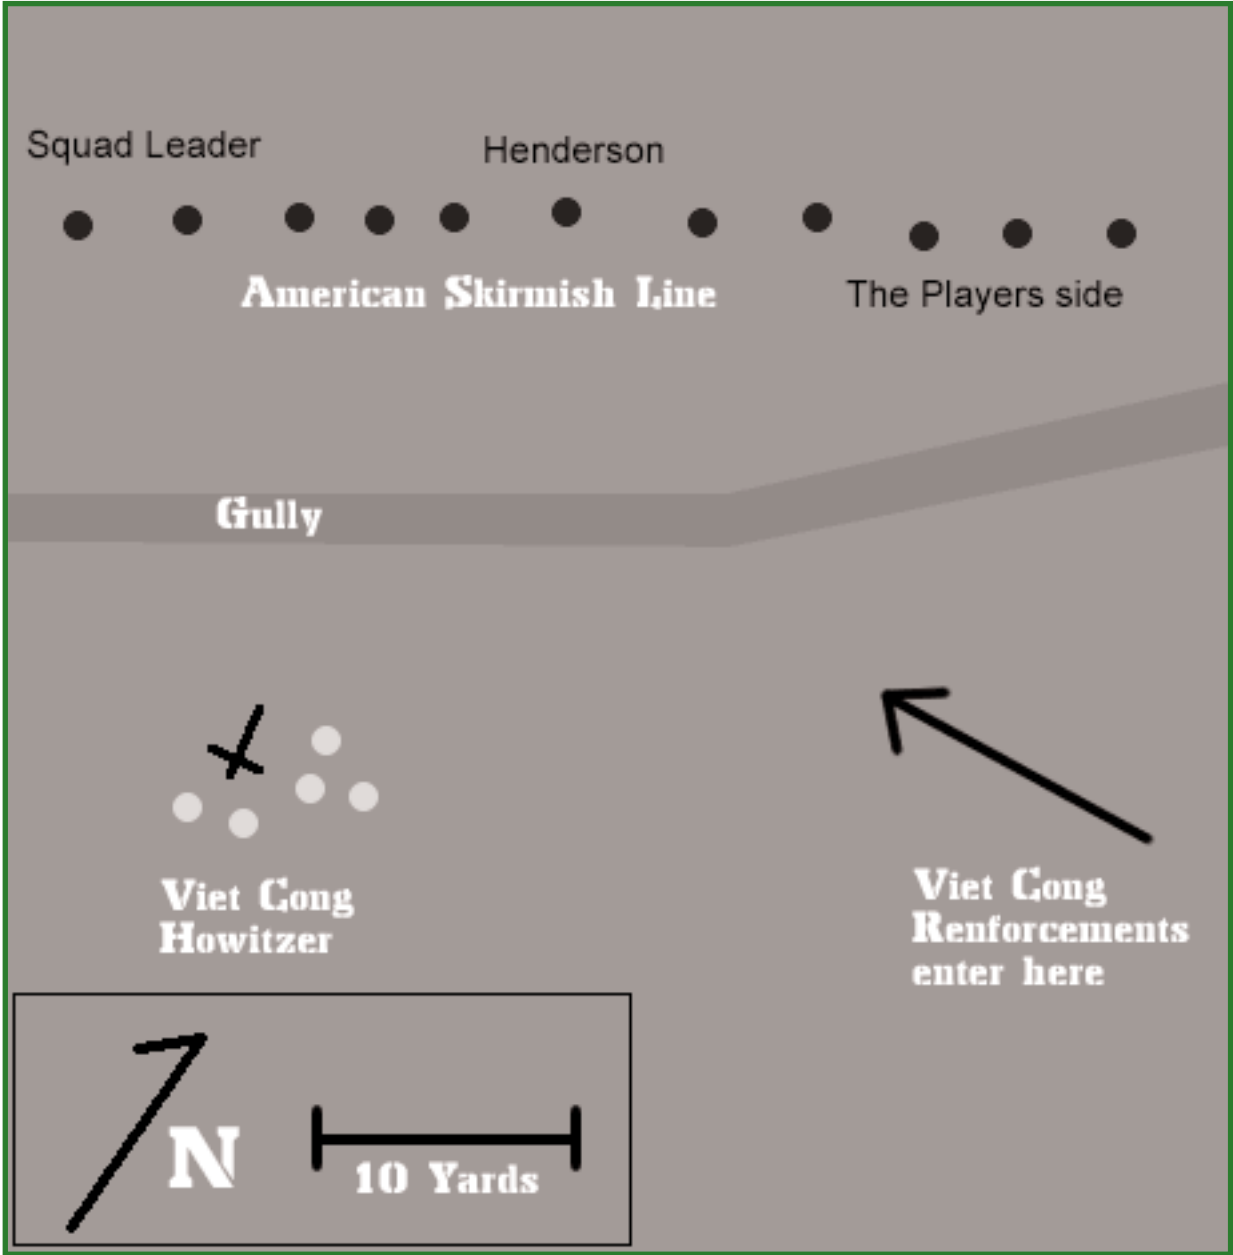 Squad Leader
Henderson
American Skirmish Line
The Players side
Gully
Viet Cong
Howitzer
Viet Cong
Renforcements
enter here
N
10 Yards